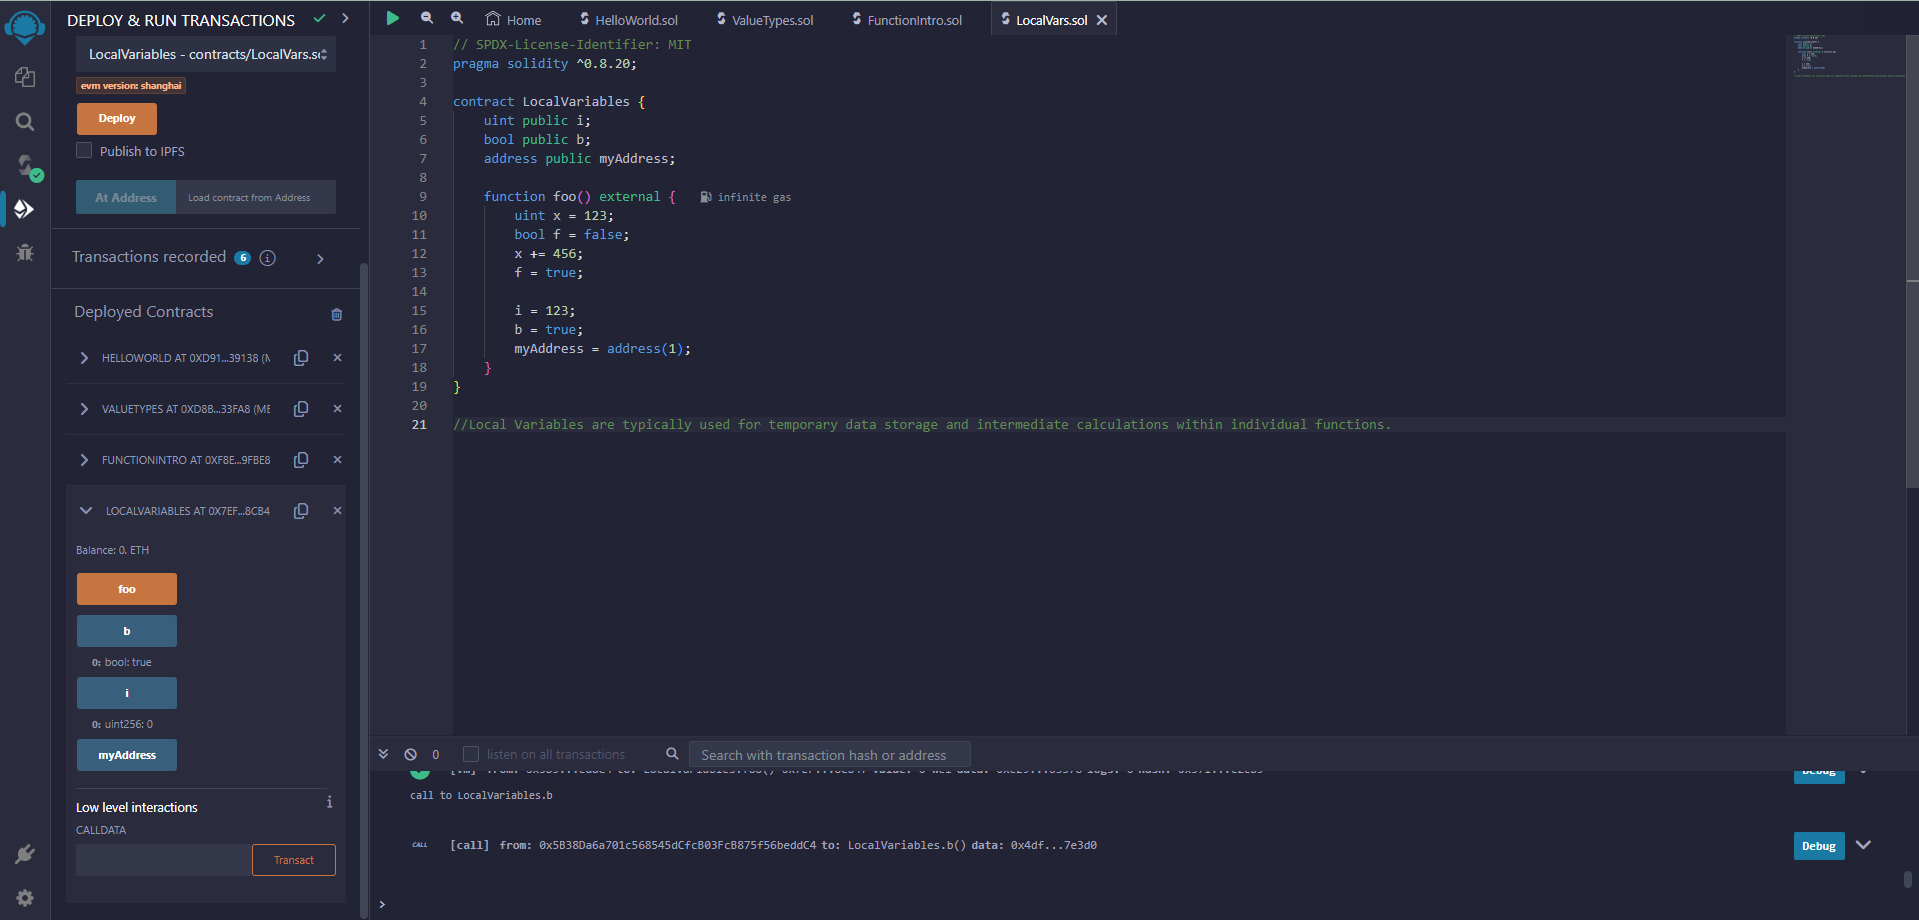 DEPLOY & RUN TRANSACTIONS
LocalVariables - contracts/LocalVars.so
evm version: shanghai
Deploy
Publish to IPFS
At Address
Load contract from Address
Transactions recorded 6 i
Deployed Contracts
HELLOWORLD AT 0XD91...39138 (M
VALUETYPES AT 0XD8B...33FA8 (ME
FUNCTIONINTRO AT 0XF8E...9FBE8
LOCALVARIABLES AT 0X7EF...8CB4
Balance: 0. ETH
foo
b
0: bool: true
i
0: uint256: 0
myAddress
Low level interactions
i
CALLDATA
Transact
Home
HelloWorld.sol
ValueTypes.sol
FunctionIntro.sol
LocalVars.sol
1 // SPDX-License-Identifier: MIT
2 pragma solidity ^0.8.20;
3
4 contract LocalVariables {
5 uint public i;
6 bool public b;
7 address public myAddress;
8
9 function foo() external { infinite gas
10 uint x = 123;
11 bool f = false;
12 x += 456;
13 f = true;
14
15 i = 123;
16 b = true;
17 myAddress = address(1);
18 }
19 }
20
21 //Local Variables are typically used for temporary data storage and intermediate calculations within individual functions.
0
listen on all transactions
Search with transaction hash or address
Debug
call to LocalVariables.b
CALL [call] from: 0x5B38Da6a701c568545dCfcB03FcB875f56beddC4 to: LocalVariables.b() data: 0x4df...7e3d0
Debug
>